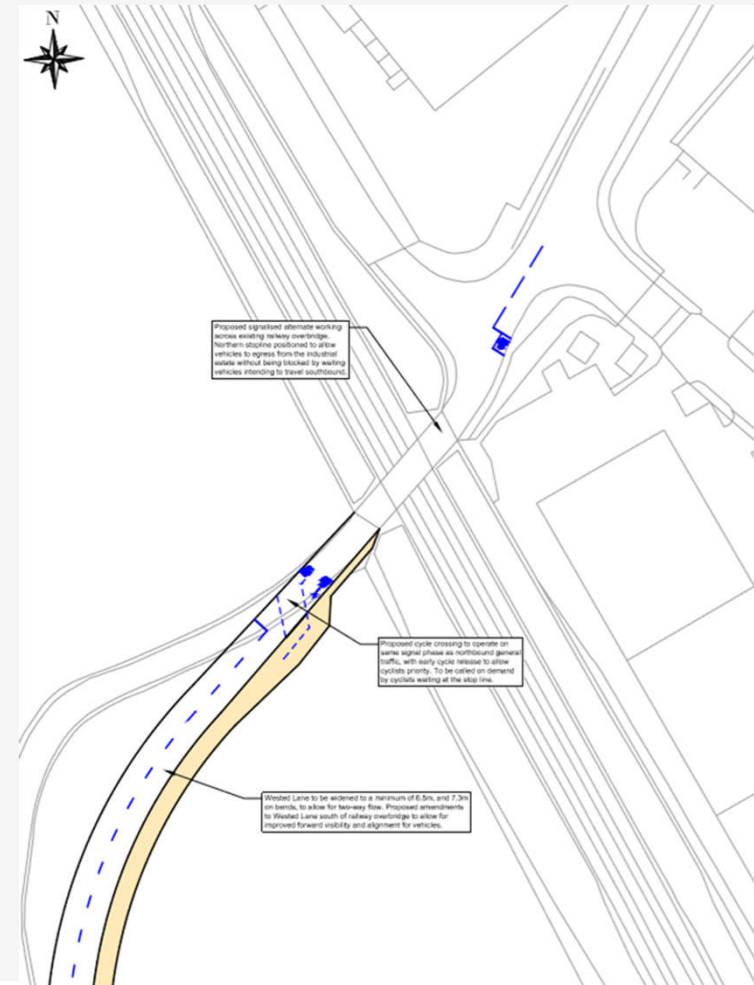 N
Proposed signalised alternate working
across existing railway overbridge.
Northern stopline positioned to allow
vehicles to egress from the industrial
estate without being blocked by waiting
vehicles intending to travel southbound.
Proposed cycle crossing to operate on
same signal phase as northbound general
traffic, with early cycle release to allow
cyclists priority. To be called on demand
by cyclists waiting at the stop line.
Wested Lane to be widened to a minimum of 6.5m, and 7.3m
on bends, to allow for two-way flow. Proposed amendments
to Wested Lane south of railway overbridge to allow for
improved forward visibility and alignment for vehicles.